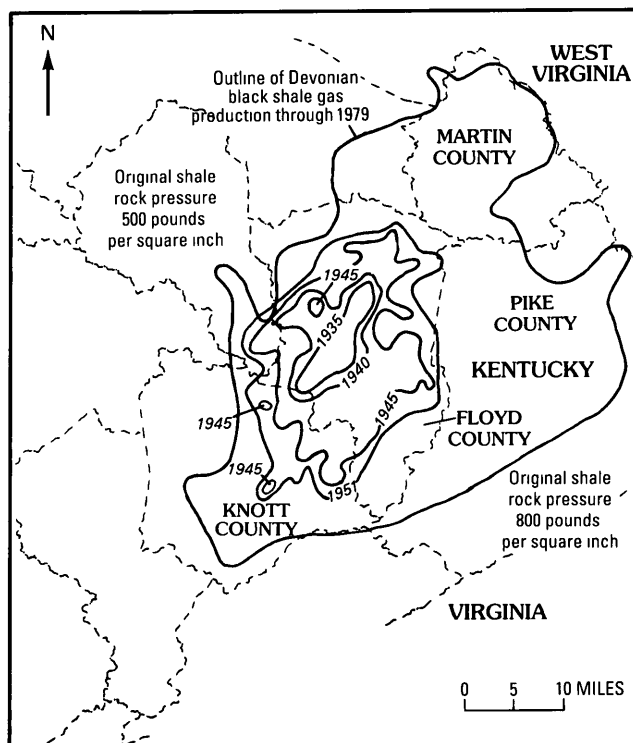 N
WEST
VIRGINIA
Outline of Devonian
black shale gas
production through 1979
MARTIN
COUNTY
Original shale
rock pressure
500 pounds
per square inch
1945
1935
PIKE
COUNTY
KENTUCKY
1940
1945
1945
FLOYD
COUNTY
1945
1951
KNOTT
COUNTY
Original shale
rock pressure
800 pounds
per square inch
VIRGINIA
0 5 10 MILES